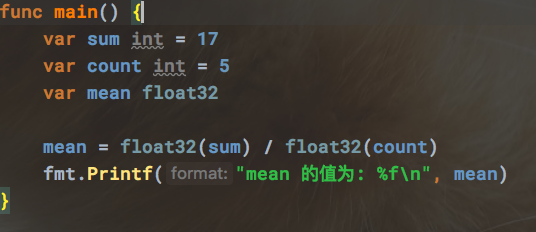 func main() {
var sum int = 17
var count int = 5
var mean float32
mean = float32(sum) / float32(count)
fmt.Printf( format: "mean 的值为: %f\n", mean)
}